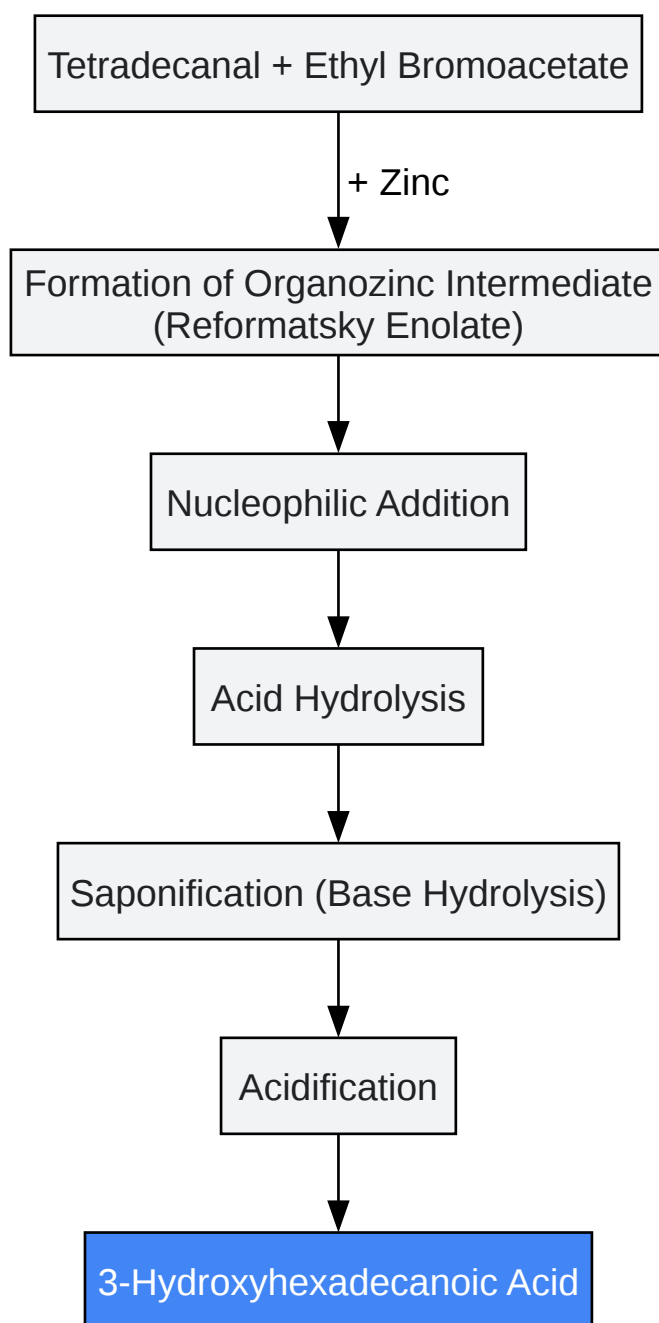 Tetradecanal + Ethyl Bromoacetate
+ Zinc
Formation of Organozinc Intermediate
(Reformatsky Enolate)
Nucleophilic Addition
Acid Hydrolysis
Saponification (Base Hydrolysis)
Acidification
3-Hydroxyhexadecanoic Acid